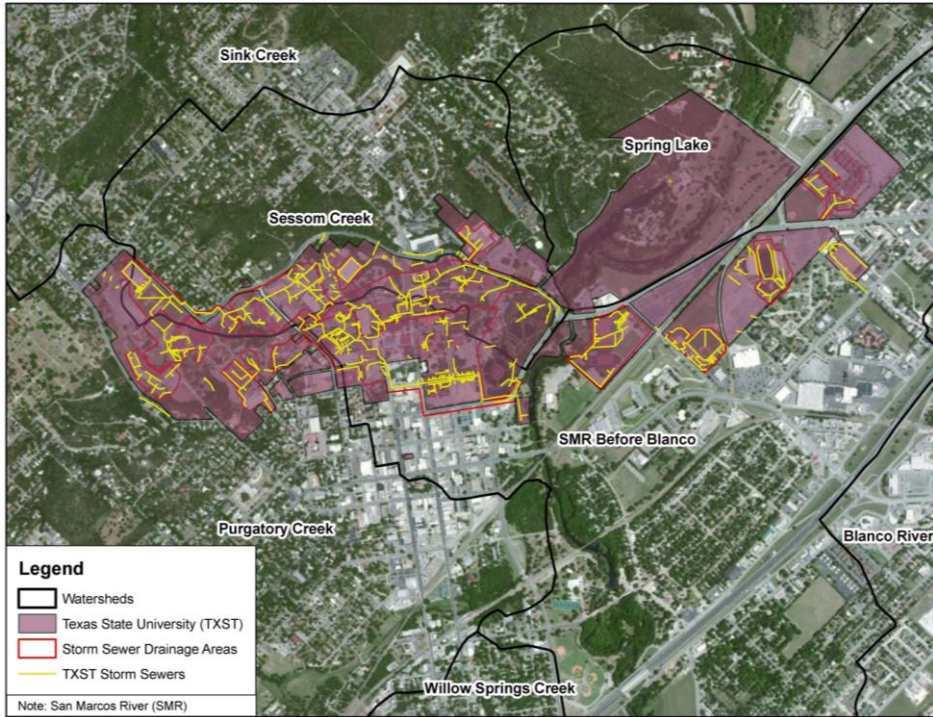 Sink Creek
Spring Lake
Sessom Creek
SMR Before Blanco
Purgatory Creek
Blanco River
Willow Springs Creek
Legend
Watersheds
Texas State University (TXST)
Storm Sewer Drainage Areas
TXST Storm Sewers
Note: San Marcos River (SMR)